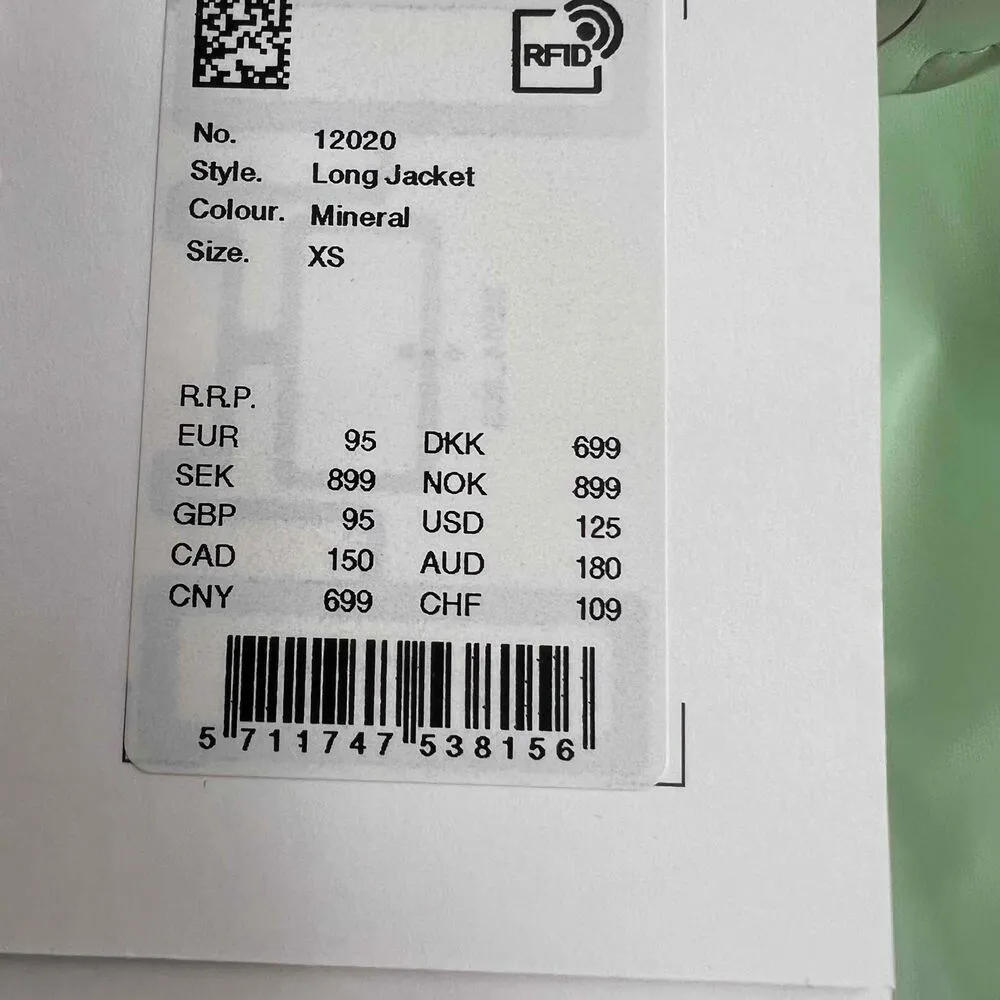 RFID
No. 12020
Style. Long Jacket
Colour. Mineral
Size. XS
R.R.P.
EUR 95 DKK 699
SEK 899 NOK 899
GBP 95 USD 125
CAD 150 AUD 180
CNY 699 CHF 109
5 711747 538156